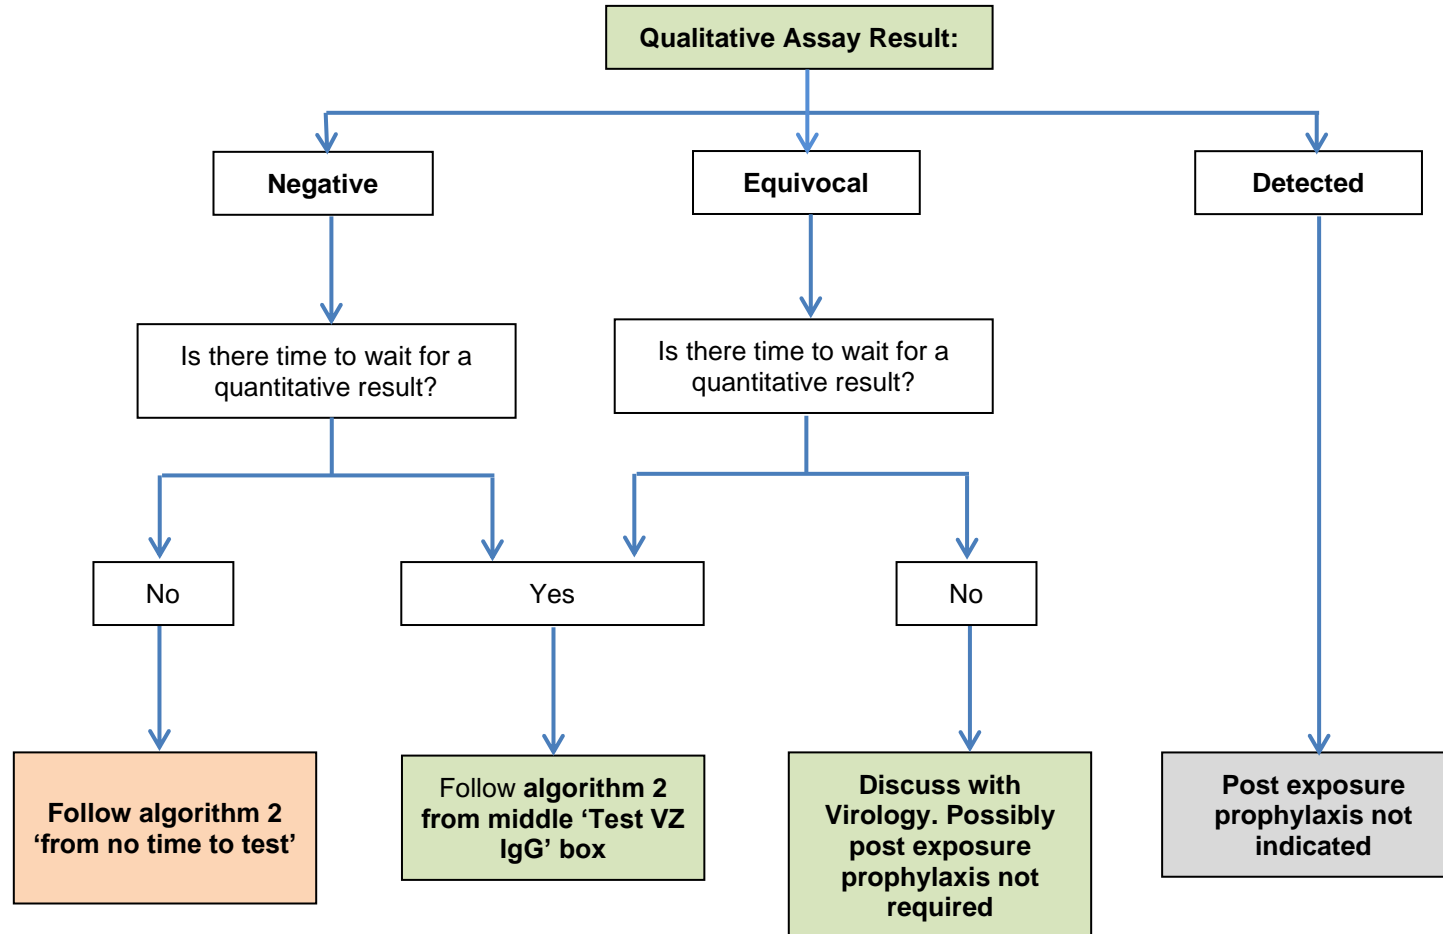 Qualitative Assay Result:
Negative
Equivocal
Detected
Is there time to wait for a
quantitative result?
Is there time to wait for a
quantitative result?
No
Yes
No
Follow algorithm 2
‘from no time to test’
Follow algorithm 2
from middle ‘Test VZ
IgG’ box
Discuss with
Virology. Possibly
post exposure
prophylaxis not
required
Post exposure
prophylaxis not
indicated